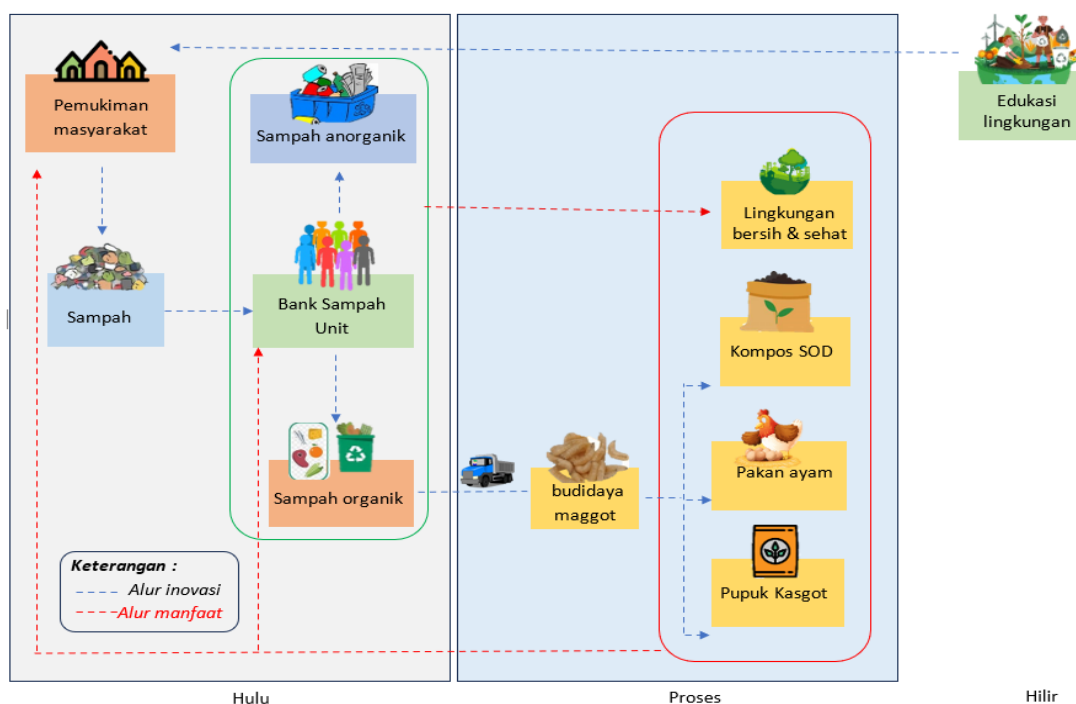 Pemukiman
masyarakat
Sampah
Sampah anorganik
Bank Sampah
Unit
Sampah organik
Keterangan :
Alur inovasi
Alur manfaat
budidaya
maggot
Lingkungan
bersih & sehat
Kompos SOD
Pakan ayam
Pupuk Kasgot
Edukasi
lingkungan
Hulu
Proses
Hilir